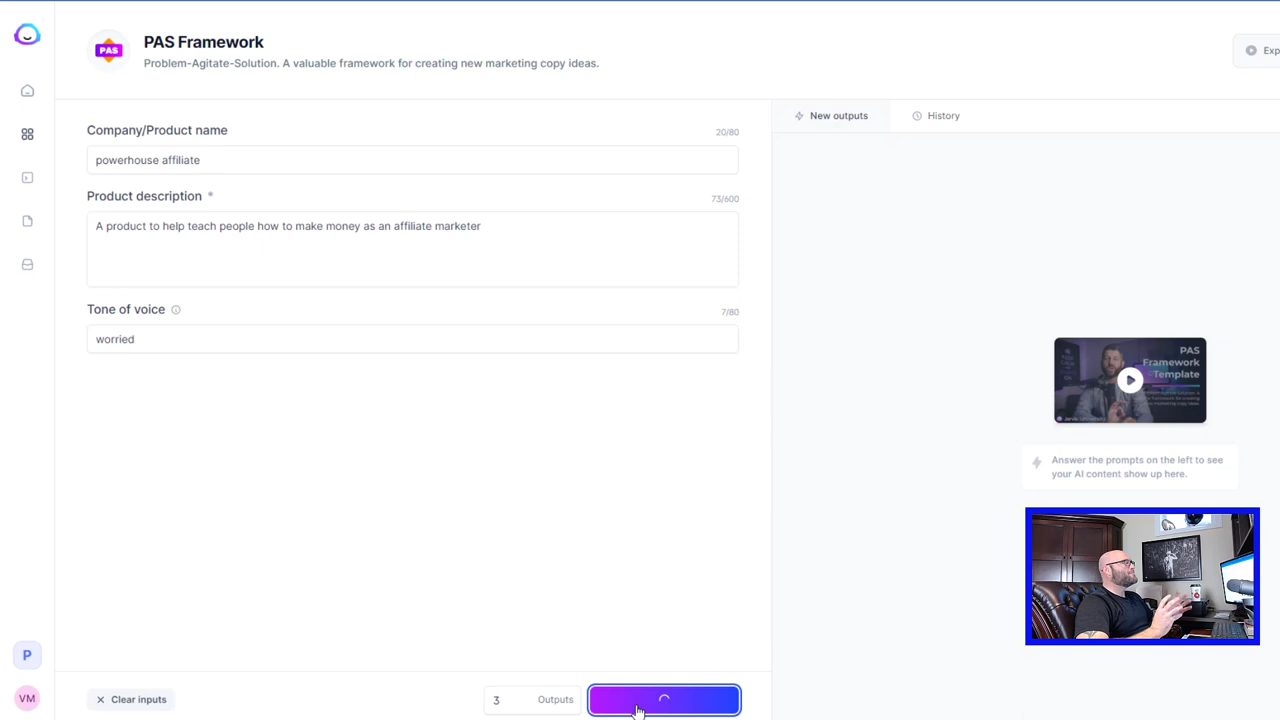 PAS Framework
PAS
Problem-Agitate-Solution. A valuable framework for creating new marketing copy ideas.
Exp
New outputs
History
Company/Product name
20/80
powerhouse affiliate
Product description *
73/600
A product to help teach people how to make money as an affiliate marketer
Tone of voice
7/80
worried
PAS
Framework
Template
Answer the prompts on the left to see
your AI content show up here.
P
VM
Clear inputs
3 Outputs